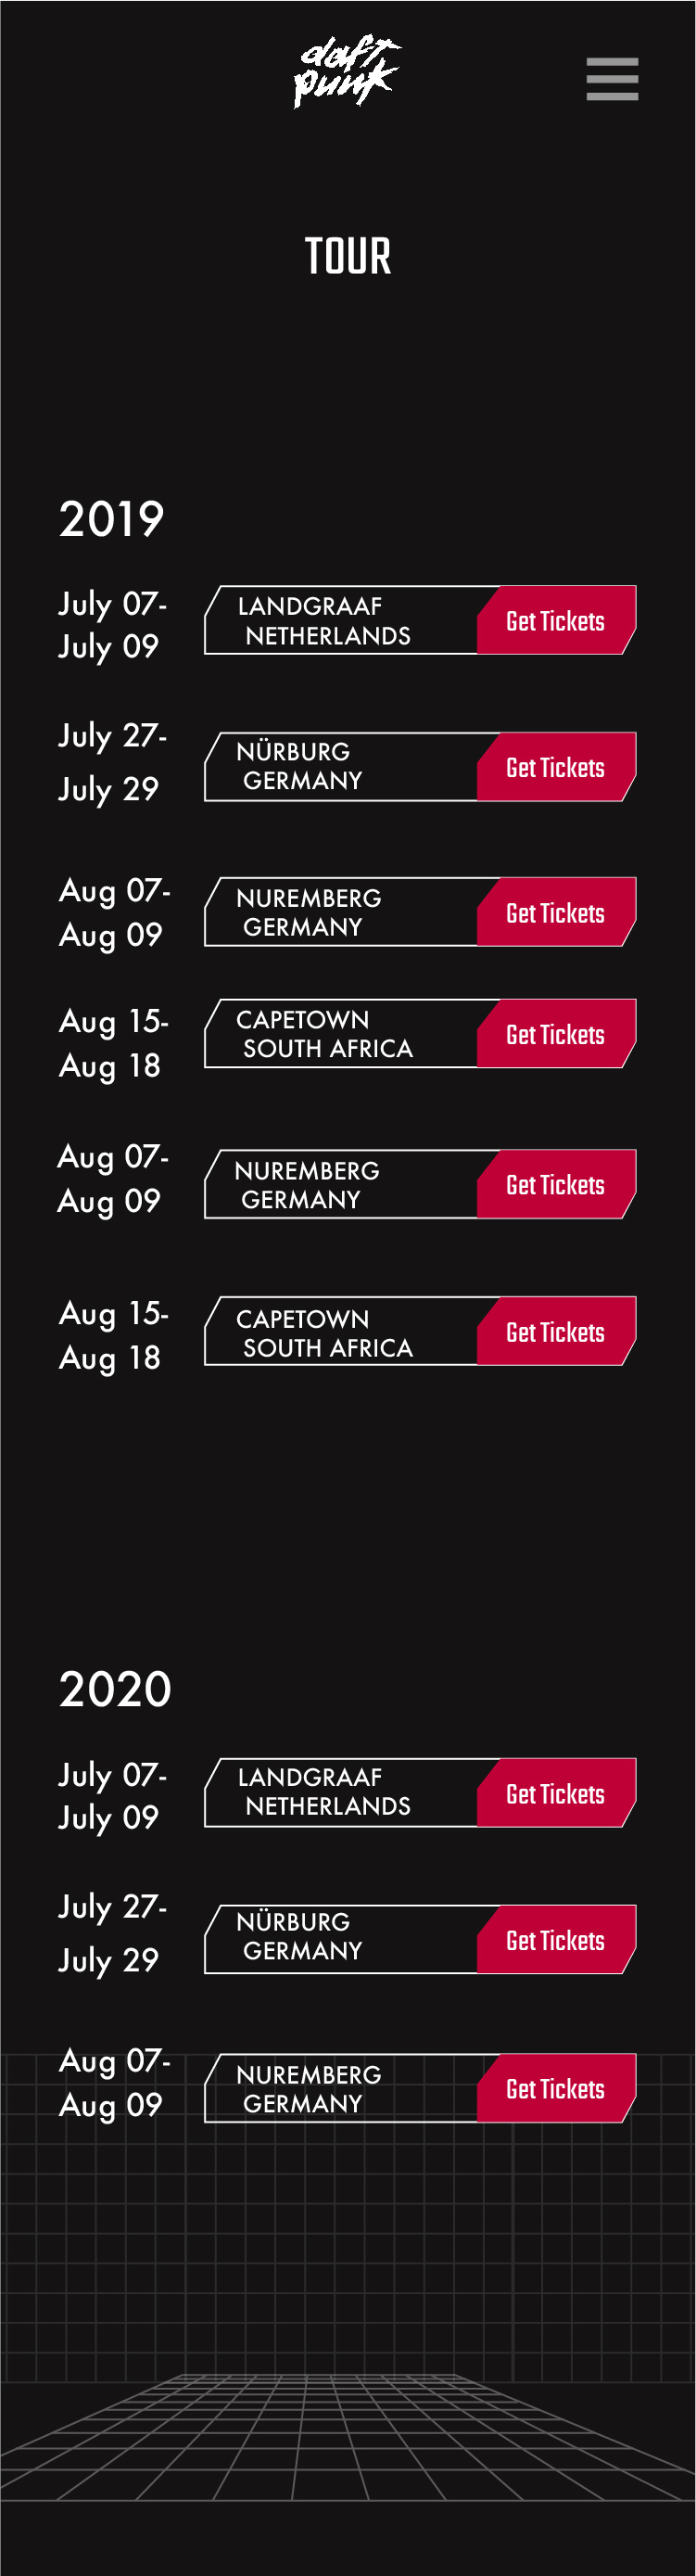 daft
punk
TOUR
2019
July 07-
July 09
LANDGRAAF
NETHERLANDS
Get Tickets
July 27-
July 29
NÜRBURG
GERMANY
Get Tickets
Aug 07-
Aug 09
NUREMBERG
GERMANY
Get Tickets
Aug 15-
Aug 18
CAPETOWN
SOUTH AFRICA
Get Tickets
Aug 07-
Aug 09
NUREMBERG
GERMANY
Get Tickets
Aug 15-
Aug 18
CAPETOWN
SOUTH AFRICA
Get Tickets
2020
July 07-
July 09
LANDGRAAF
NETHERLANDS
Get Tickets
July 27-
July 29
NÜRBURG
GERMANY
Get Tickets
Aug 07-
Aug 09
NUREMBERG
GERMANY
Get Tickets